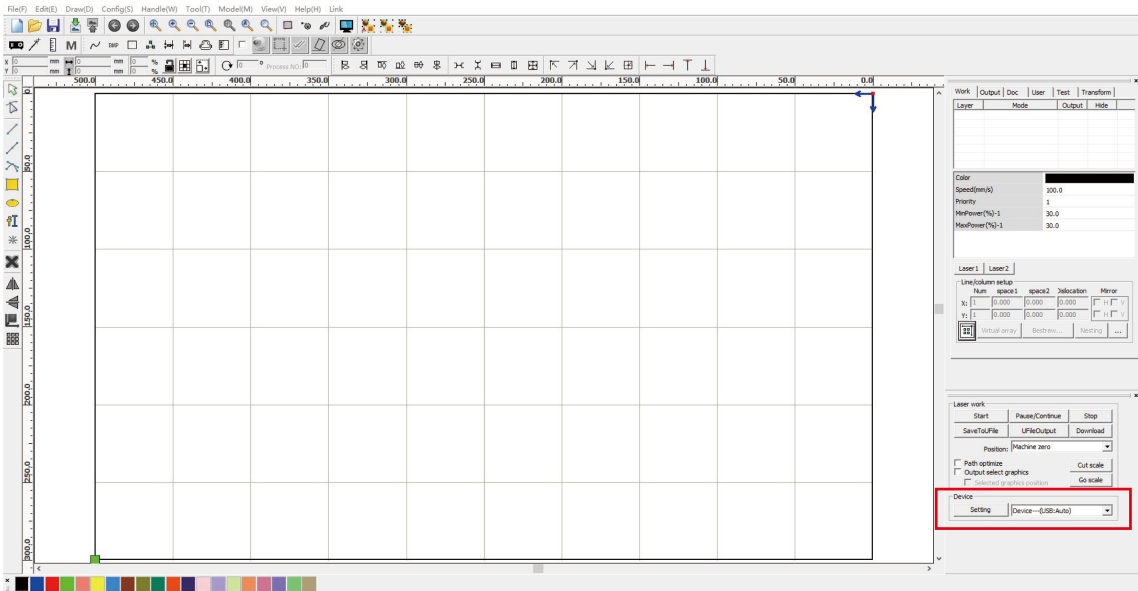 File(F) Edit(E) Draw(D) Config(S) Handle(W) Tool(T) Model(M) View(V) Help(H) Link
M
X 0 mm 0 mm 0 %
Y 0 mm 0 mm 0 %
0 ° Process NO: 0
500.0 450.0 400.0 350.0 300.0 250.0 200.0 150.0 100.0 50.0 0.0
0
50.0
100.0
150.0
200.0
250.0
300.0
Work Output Doc User Test Transform
Layer Mode Output Hide
Color
Speed(mm/s) 100.0
Priority 1
MinPower(%)-1 30.0
MaxPower(%)-1 30.0
Laser1 Laser2
Line/column setup
Num space1 space2 Dislocation Mirror
X: 1 0.000 0.000 0.000 H V
Y: 1 0.000 0.000 0.000 H V
Virtual array Bestrew... Nesting ...
Laser work
Start Pause/Continue Stop
SaveToUFile UFileOutput Download
Position: Machine zero
Path optimize
Output select graphics
Selected graphics position
Cut scale
Go scale
Device
Setting Device---(USB:Auto)